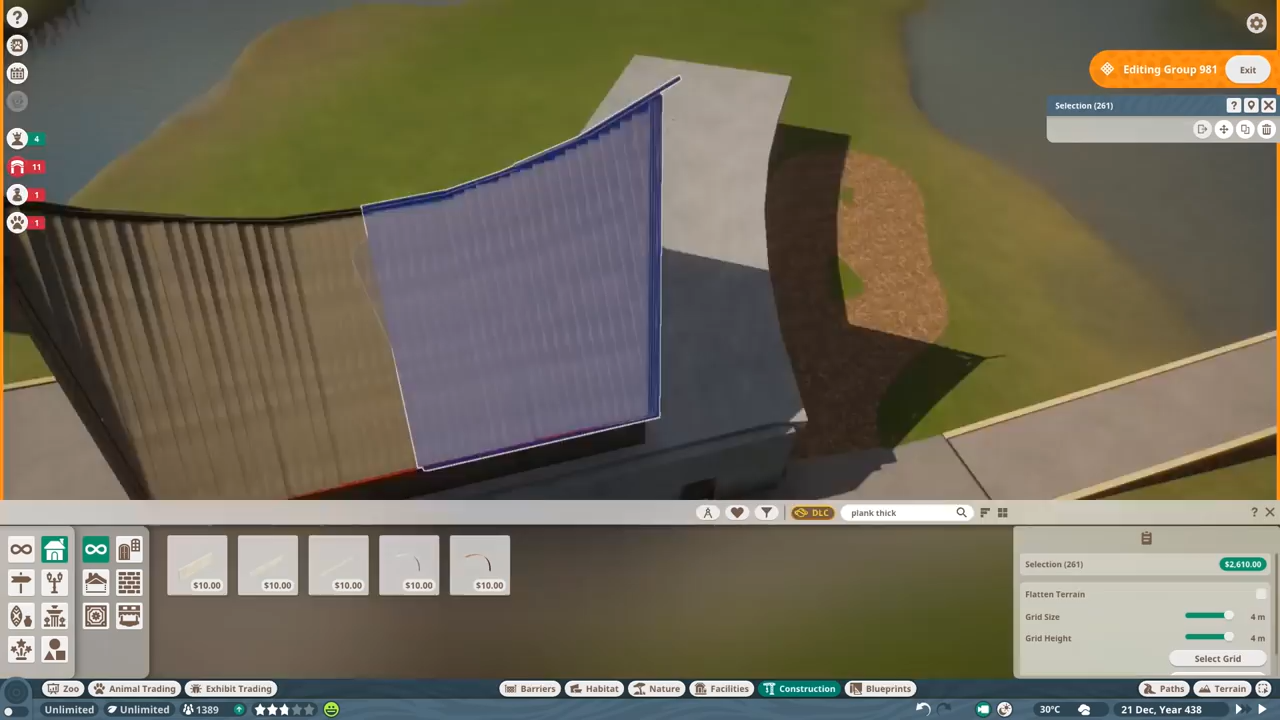 ?
Editing Group 981
Exit
Selection (261)
?
4
11
1
1
DLC
plank thick
?
$10.00
$10.00
$10.00
$10.00
$10.00
Selection (261)
$2,610.00
Flatten Terrain
Grid Size
4 m
Grid Height
4 m
Select Grid
Zoo
Animal Trading
Exhibit Trading
Barriers
Habitat
Nature
Facilities
Construction
Blueprints
Paths
Terrain
Unlimited
Unlimited
1389
30°C
21 Dec, Year 438